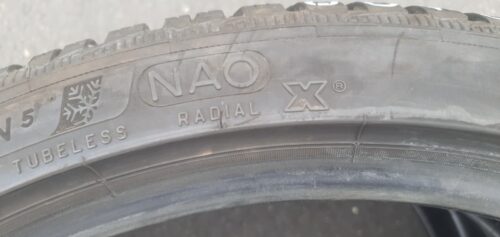 N5 NAO X®
TUBELESS RADIAL